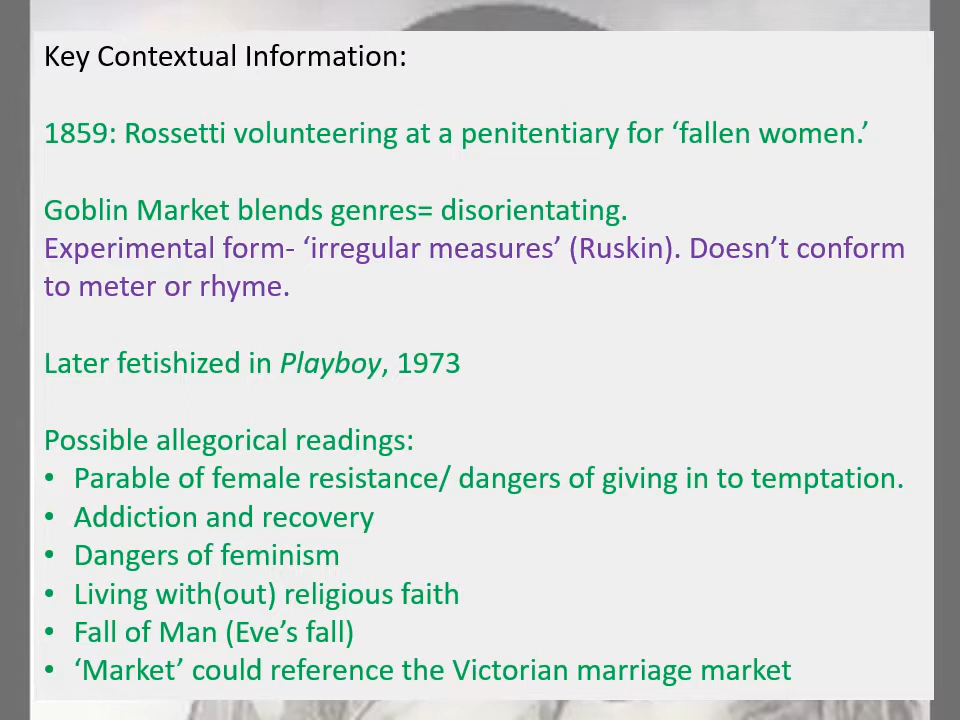 Key Contextual Information:
1859: Rossetti volunteering at a penitentiary for ‘fallen women.’
Goblin Market blends genres= disorientating.
Experimental form- ‘irregular measures’ (Ruskin). Doesn’t conform
to meter or rhyme.
Later fetishized in Playboy, 1973
Possible allegorical readings:
• Parable of female resistance/ dangers of giving in to temptation.
• Addiction and recovery
• Dangers of feminism
• Living with(out) religious faith
• Fall of Man (Eve’s fall)
• ‘Market’ could reference the Victorian marriage market